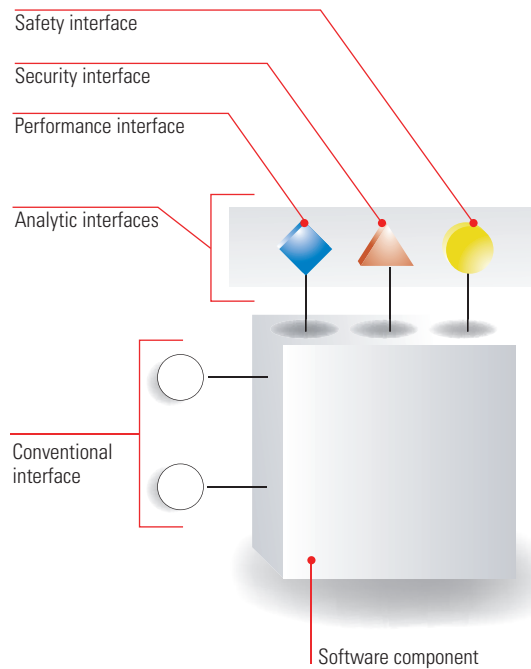 Safety interface
Security interface
Performance interface
Analytic interfaces
Conventional
interface
Software component